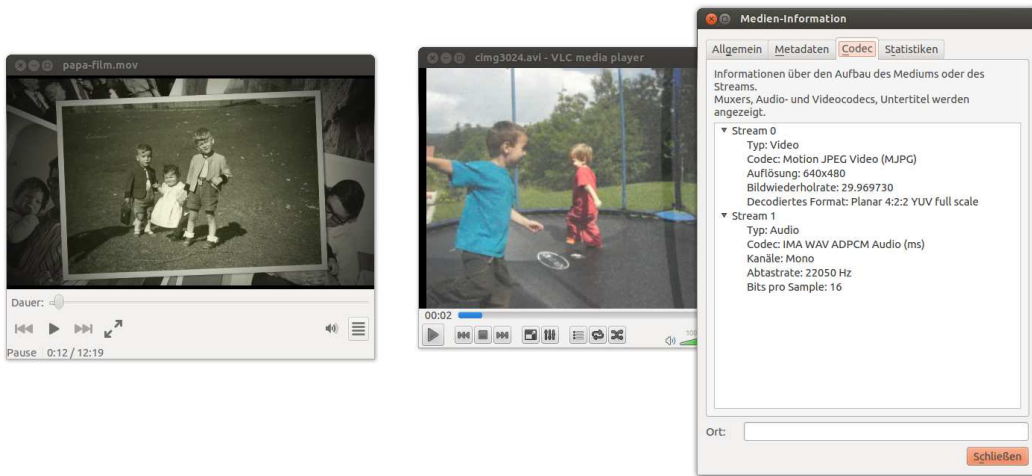 papa-film.mov
Dauer:
Pause 0:12 / 12:19
cimg3024.avi - VLC media player
00:02
Medien-Information
Allgemein Metadaten Codec Statistiken
Informationen über den Aufbau des Mediums oder des
Streams.
Muxers, Audio- und Videocodecs, Untertitel werden
angezeigt.
Stream 0
Typ: Video
Codec: Motion JPEG Video (MJPG)
Auflösung: 640x480
Bildwiederholrate: 29.969730
Decodiertes Format: Planar 4:2:2 YUV full scale
Stream 1
Typ: Audio
Codec: IMA WAV ADPCM Audio (ms)
Kanäle: Mono
Abtastrate: 22050 Hz
Bits pro Sample: 16
Ort:
Schließen